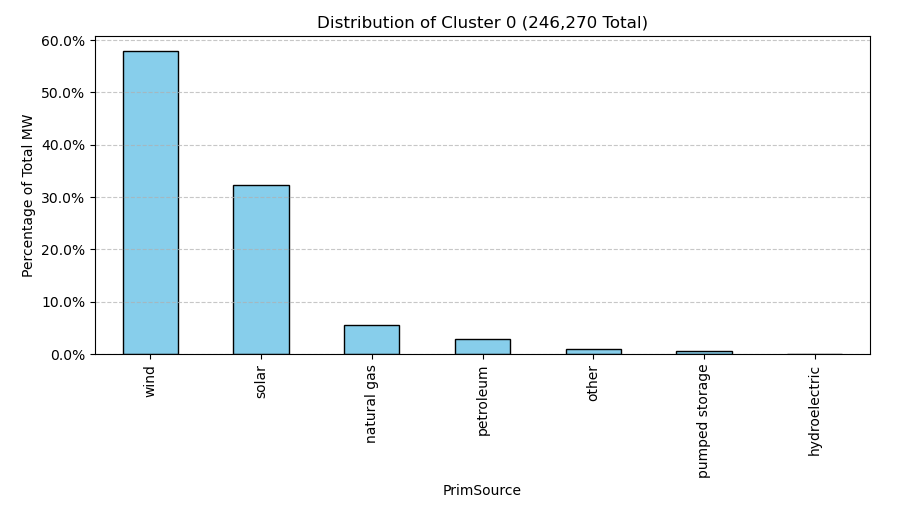 Distribution of Cluster 0 (246,270 Total)
Percentage of Total MW
60.0%
50.0%
40.0%
30.0%
20.0%
10.0%
0.0%
wind
solar
natural gas
petroleum
other
pumped storage
hydroelectric
PrimSource